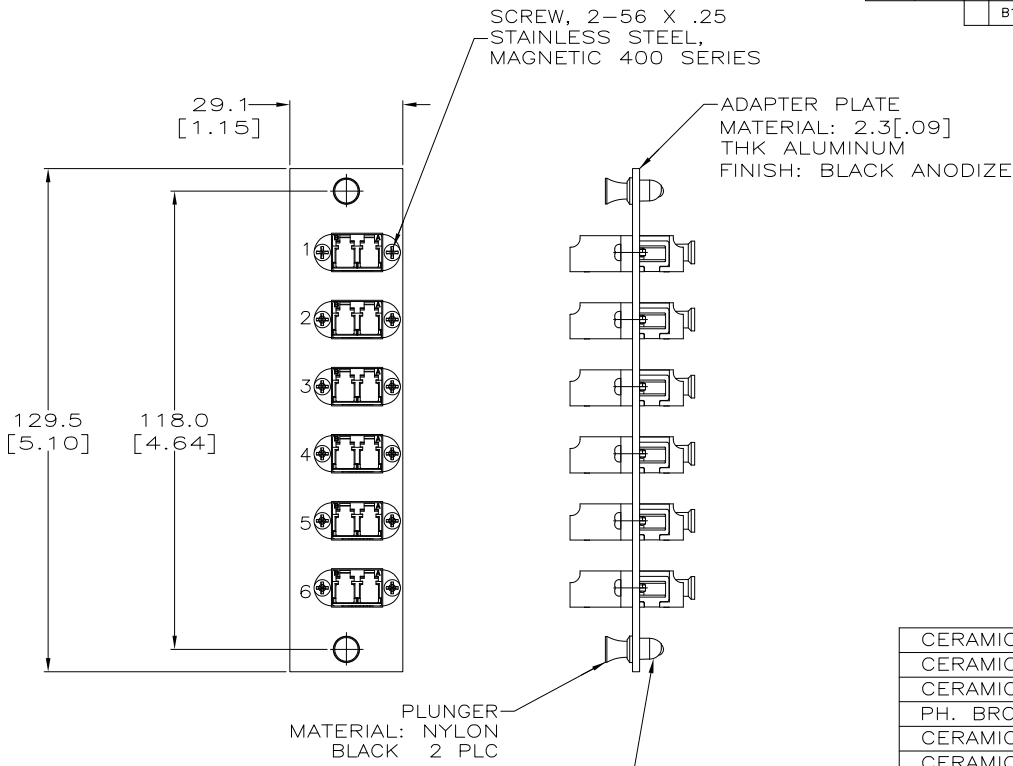 SCREW, 2-56 X .25
STAINLESS STEEL,
MAGNETIC 400 SERIES
29.1
[1.15]
ADAPTER PLATE
MATERIAL: 2.3[.09]
THK ALUMINUM
FINISH: BLACK ANODIZE
1
2
3
4
5
6
129.5
[5.10]
118.0
[4.64]
PLUNGER
MATERIAL: NYLON
BLACK 2 PLC
CERAMIC
CERAMIC
CERAMIC
PH.
CERAMIC
CERAMIC